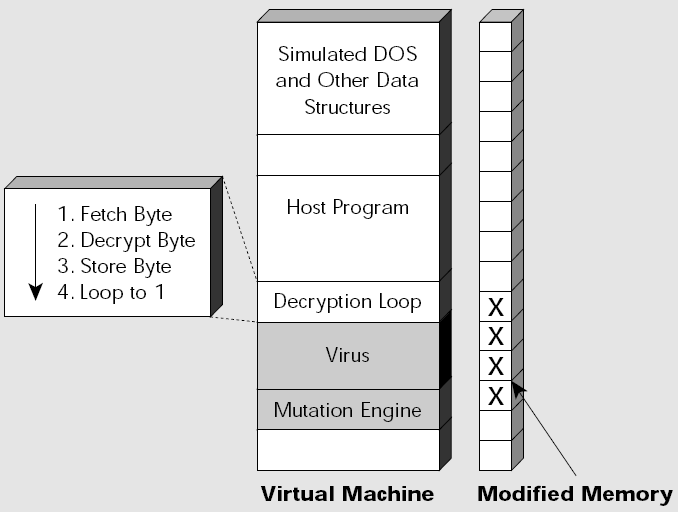 Simulated DOS
and Other Data
Structures
Host Program
1. Fetch Byte
2. Decrypt Byte
3. Store Byte
4. Loop to 1
Decryption Loop
Virus
Mutation Engine
X
X
X
X
Virtual Machine
Modified Memory